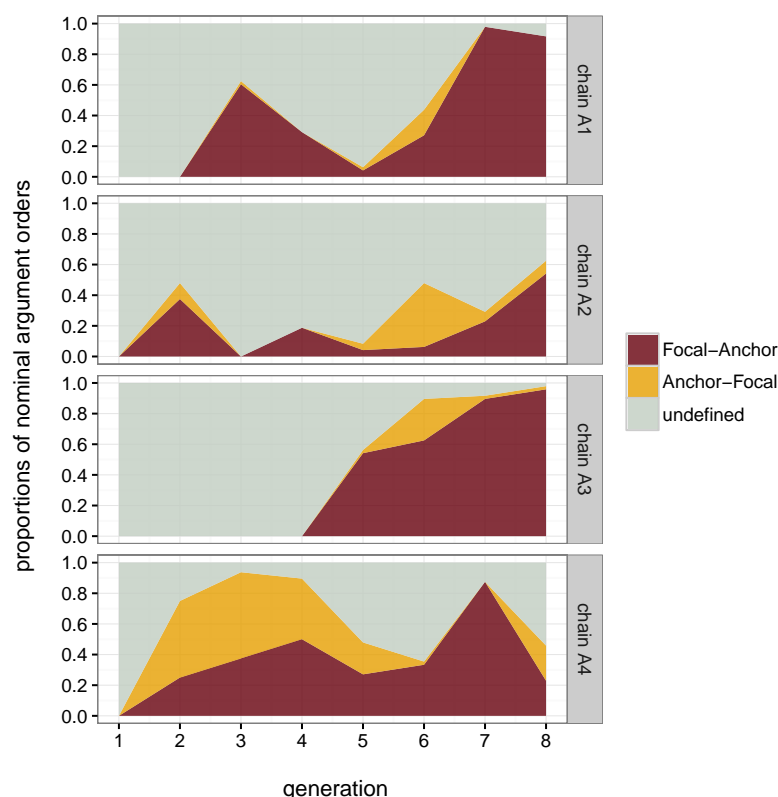 1.0
0.8
0.6
0.4
0.2
0.0
chain A1
1.0
0.8
0.6
0.4
0.2
0.0
chain A2
1.0
0.8
0.6
0.4
0.2
0.0
chain A3
1.0
0.8
0.6
0.4
0.2
0.0
chain A4
proportions of nominal argument orders
1 2 3 4 5 6 7 8
generation
Focal−Anchor
Anchor−Focal
undefined